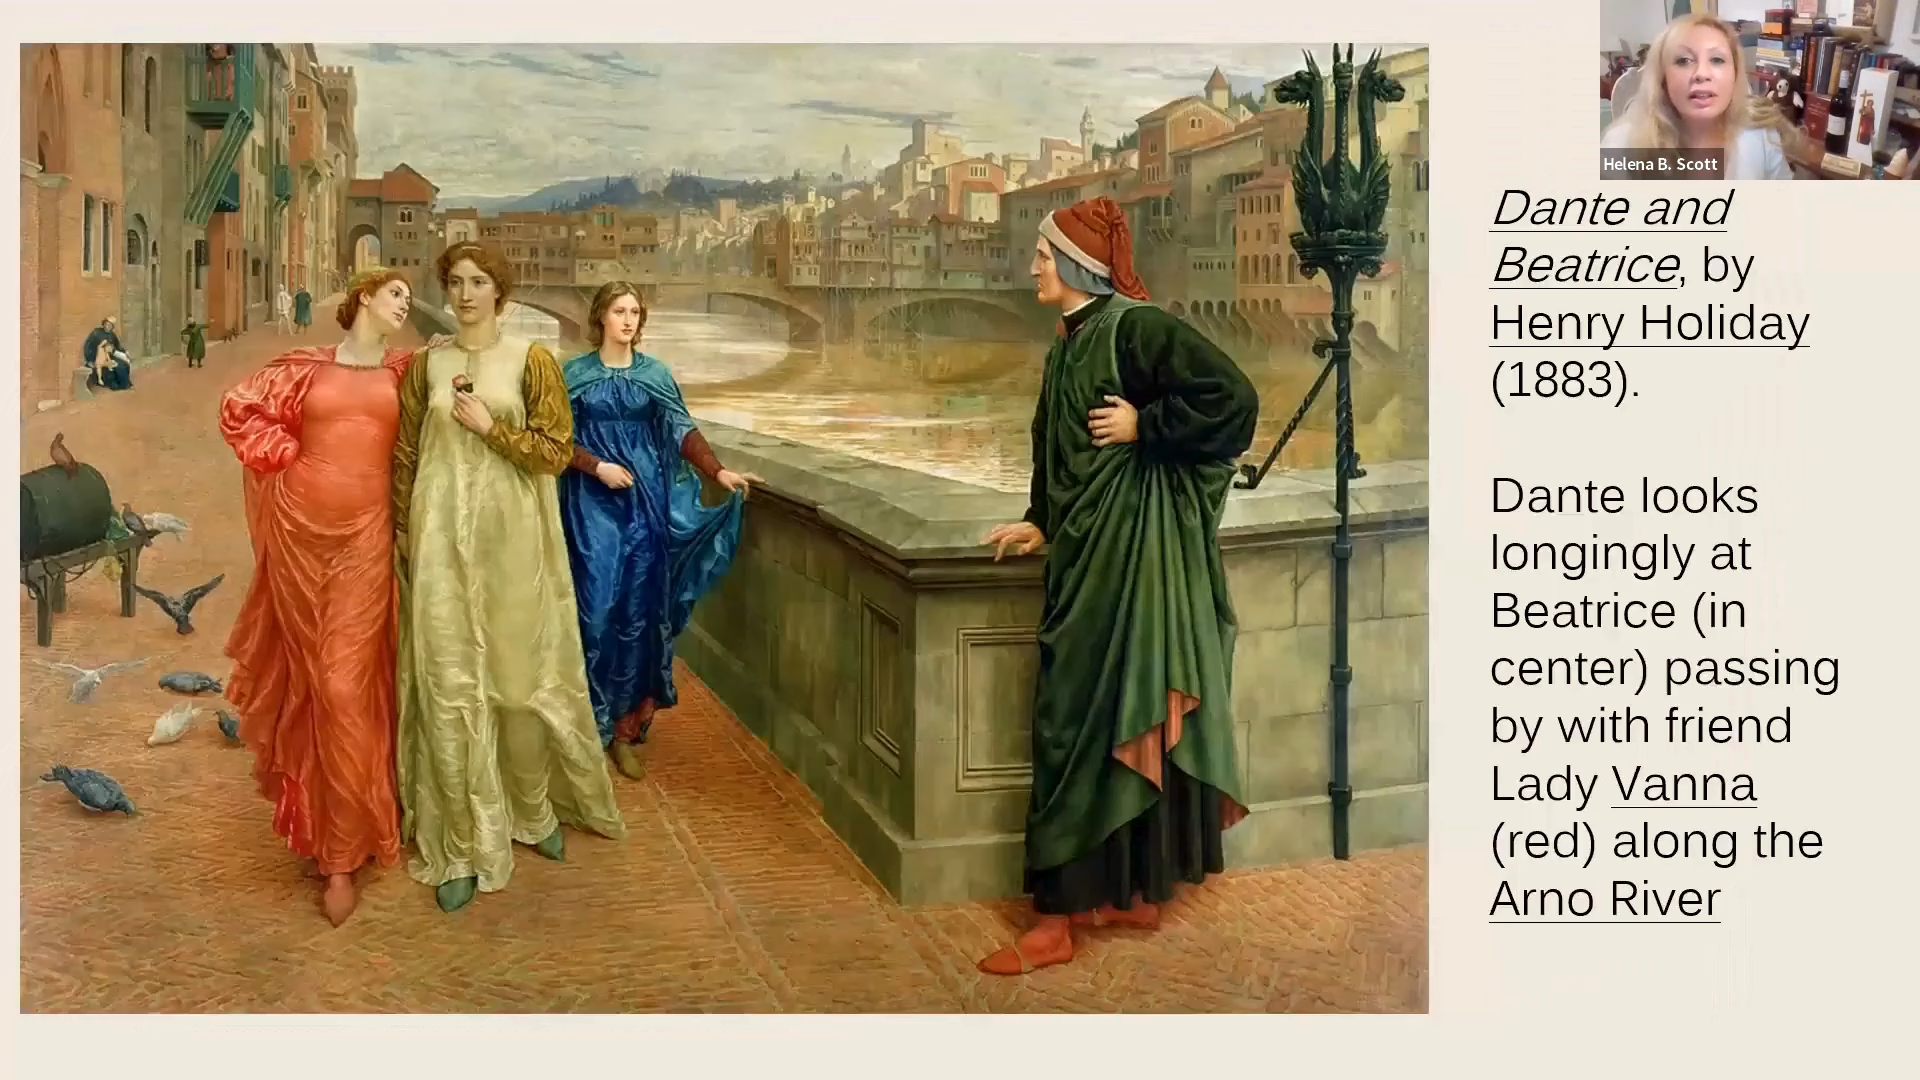 Helena B. Scott
Dante and
Beatrice, by
Henry Holiday
(1883).
Dante looks
longingly at
Beatrice (in
center) passing
by with friend
Lady Vanna
(red) along the
Arno River